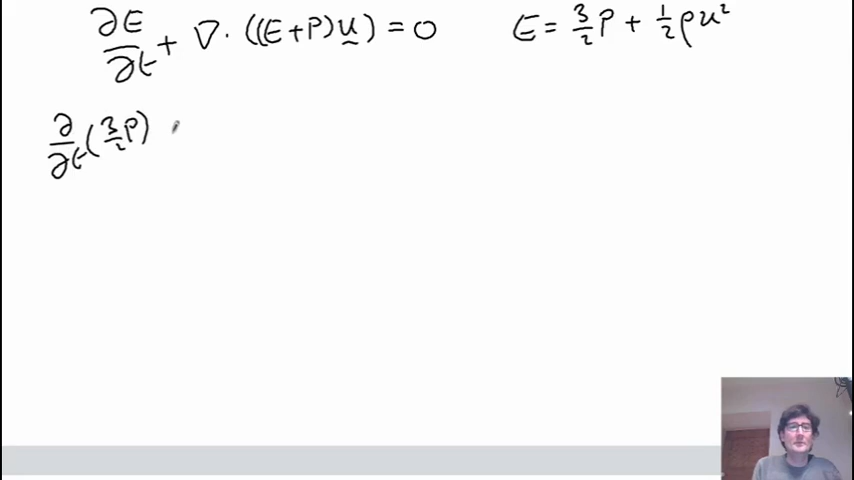 ∂E/∂t + ∇·((E+P)u̲) = 0   E = 3/2 P + 1/2 ρu²
∂/∂t (3/2 P)